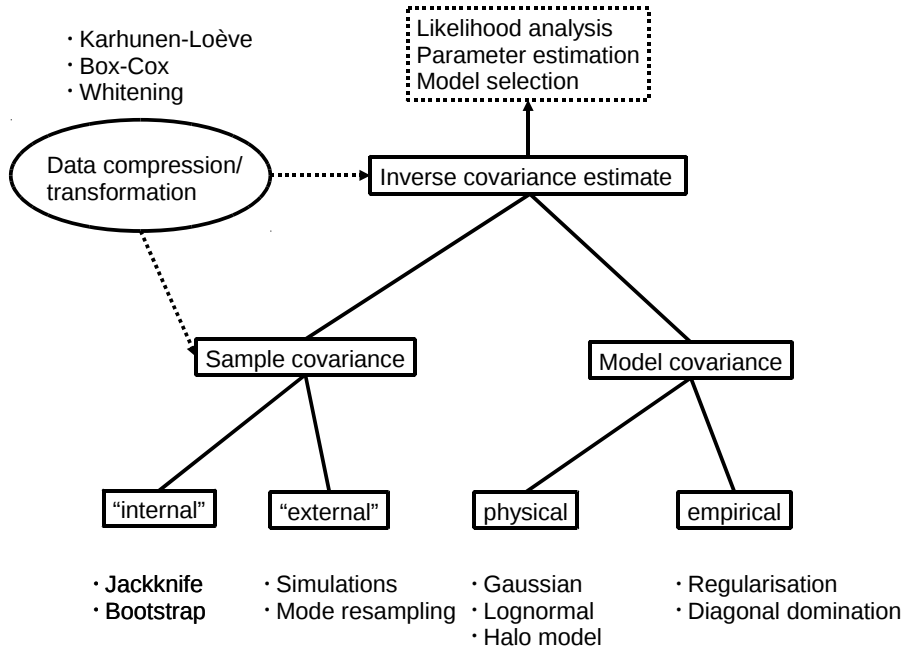 · Karhunen-Loève
· Box-Cox
· Whitening
Likelihood analysis
Parameter estimation
Model selection
Data compression/
transformation
Inverse covariance estimate
Sample covariance
Model covariance
“internal”
“external”
physical
empirical
· Jackknife
· Bootstrap
· Simulations
· Mode resampling
· Gaussian
· Lognormal
· Halo model
· Regularisation
· Diagonal domination